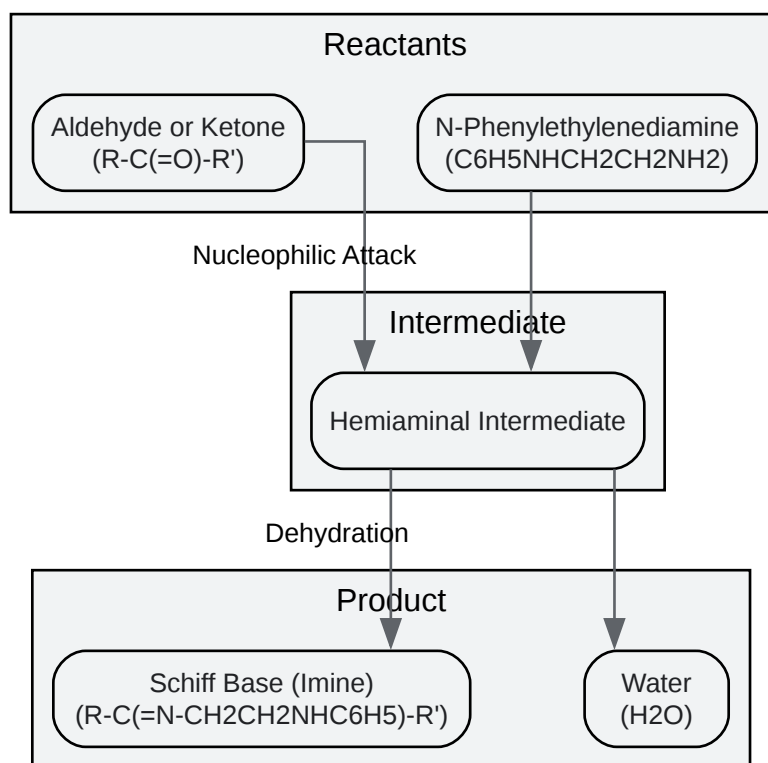 Reactants
Aldehyde or Ketone
(R-C(=O)-R')
N-Phenylethylenediamine
(C6H5NHCH2CH2NH2)
Nucleophilic Attack
Intermediate
Hemiaminal Intermediate
Dehydration
Product
Schiff Base (Imine)
(R-C(=N-CH2CH2NHC6H5)-R')
Water
(H2O)